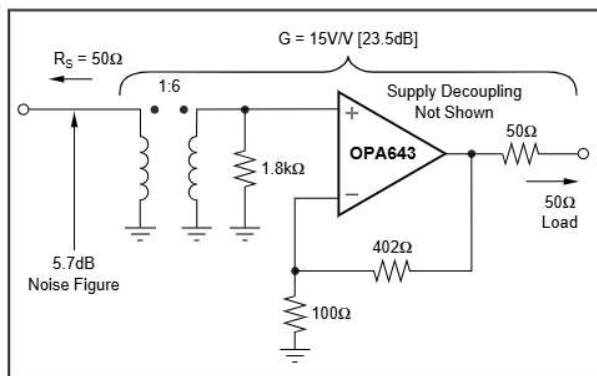 G = 15V/V [23.5dB]
RS = 50Ω
1:6
Supply Decoupling
Not Shown
+
OPA643
−
50Ω
1.8kΩ
50Ω
Load
402Ω
5.7dB
Noise Figure
100Ω